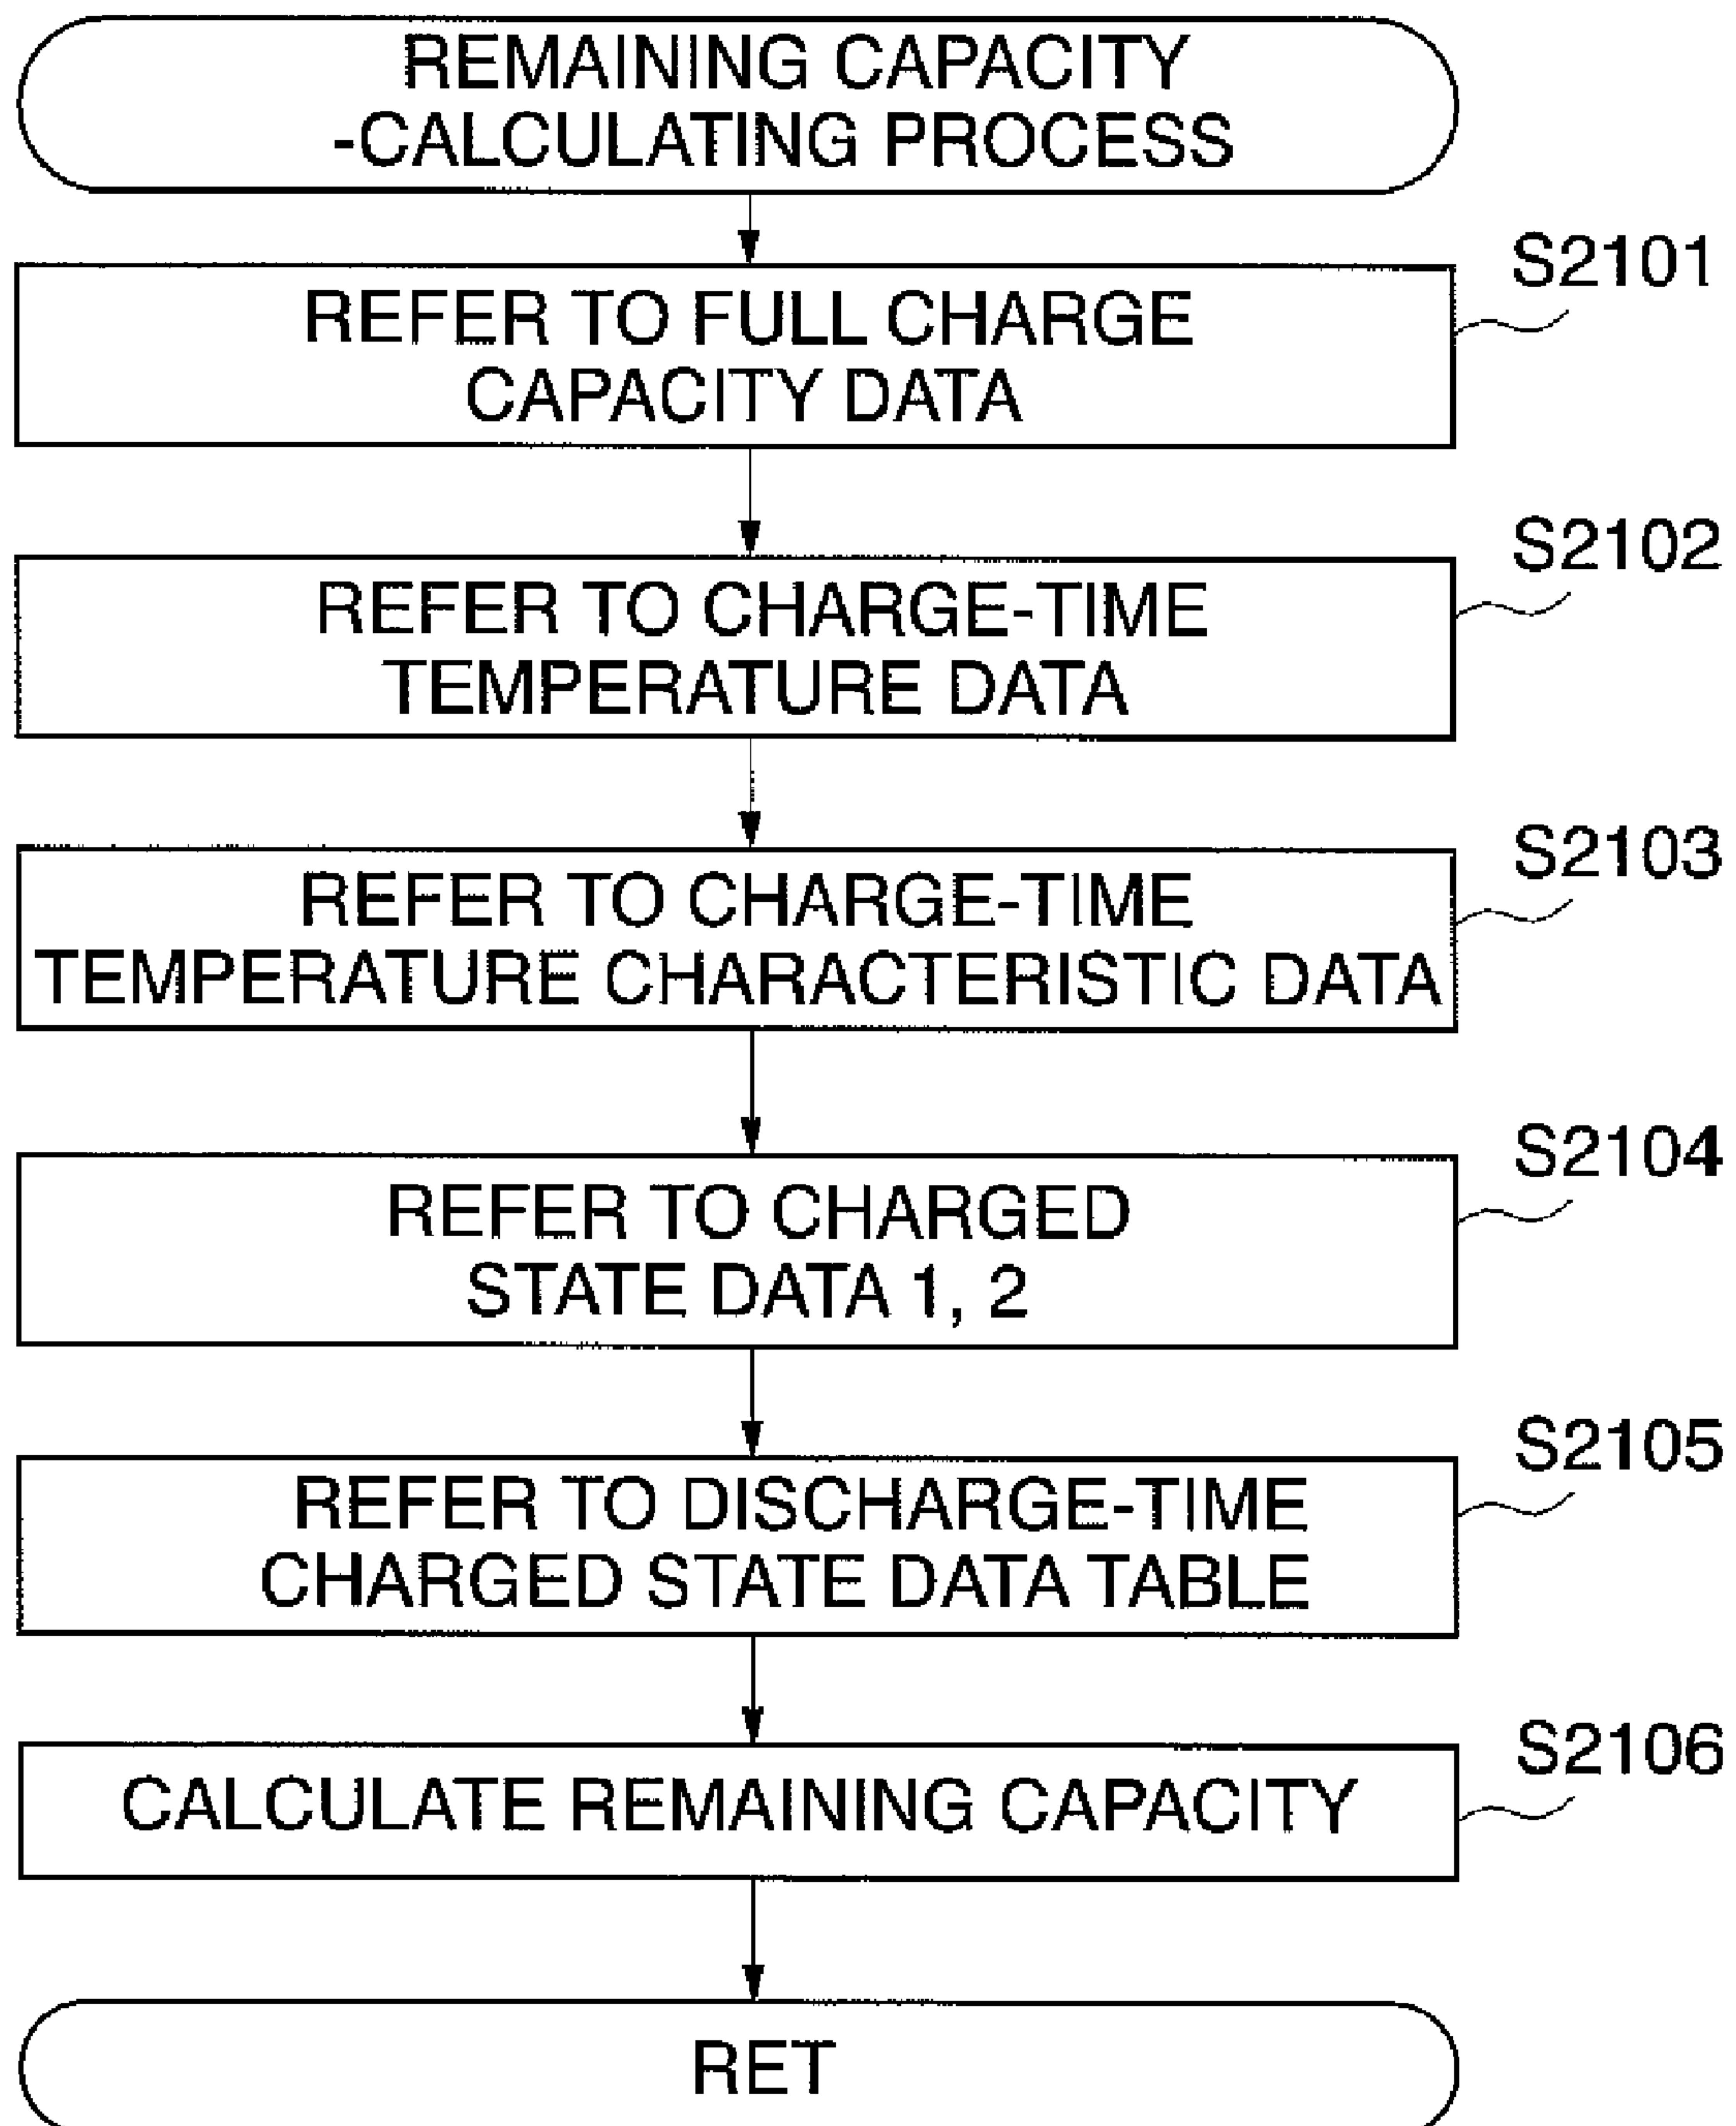 REMAINING CAPACITY
-CALCULATING PROCESS
S2101
REFER TO FULL CHARGE
CAPACITY DATA
S2102
REFER TO CHARGE-TIME
TEMPERATURE DATA
S2103
REFER TO CHARGE-TIME
TEMPERATURE CHARACTERISTIC DATA
S2104
REFER TO CHARGED
STATE DATA 1, 2
S2105
REFER TO DISCHARGE-TIME
CHARGED STATE DATA TABLE
S2106
CALCULATE REMAINING CAPACITY
RET